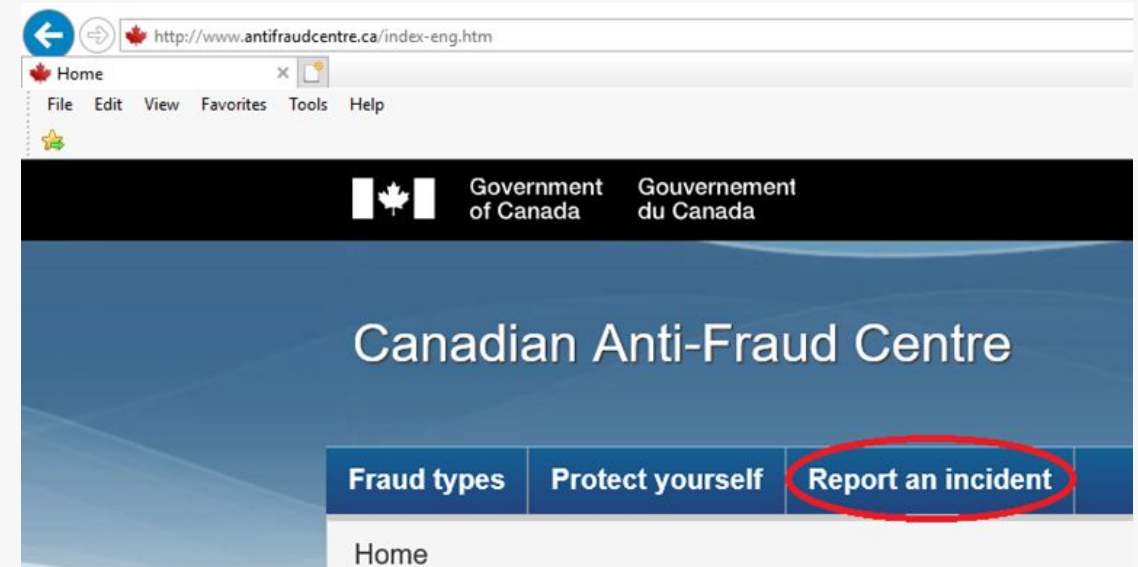 http://www.antifraudcentre.ca/index-eng.htm
Home
File Edit View Favorites Tools Help
Government of Canada
Gouvernement du Canada
Canadian Anti-Fraud Centre
Fraud types Protect yourself Report an incident
Home